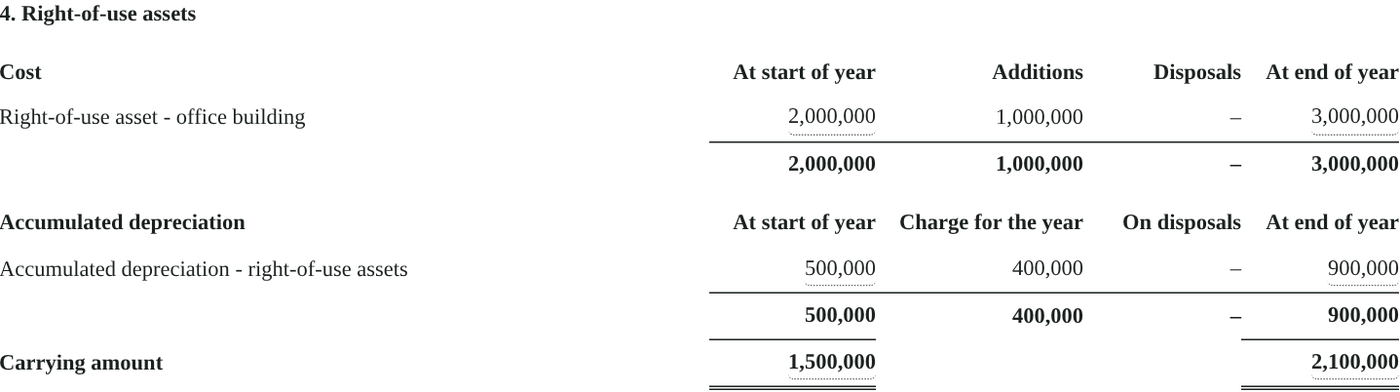 4. Right-of-use assets
Cost At start of year Additions Disposals At end of year
Right-of-use asset - office building 2,000,000 1,000,000 – 3,000,000
2,000,000 1,000,000 – 3,000,000
Accumulated depreciation At start of year Charge for the year On disposals At end of year
Accumulated depreciation - right-of-use assets 500,000 400,000 – 900,000
500,000 400,000 – 900,000
Carrying amount 1,500,000 2,100,000